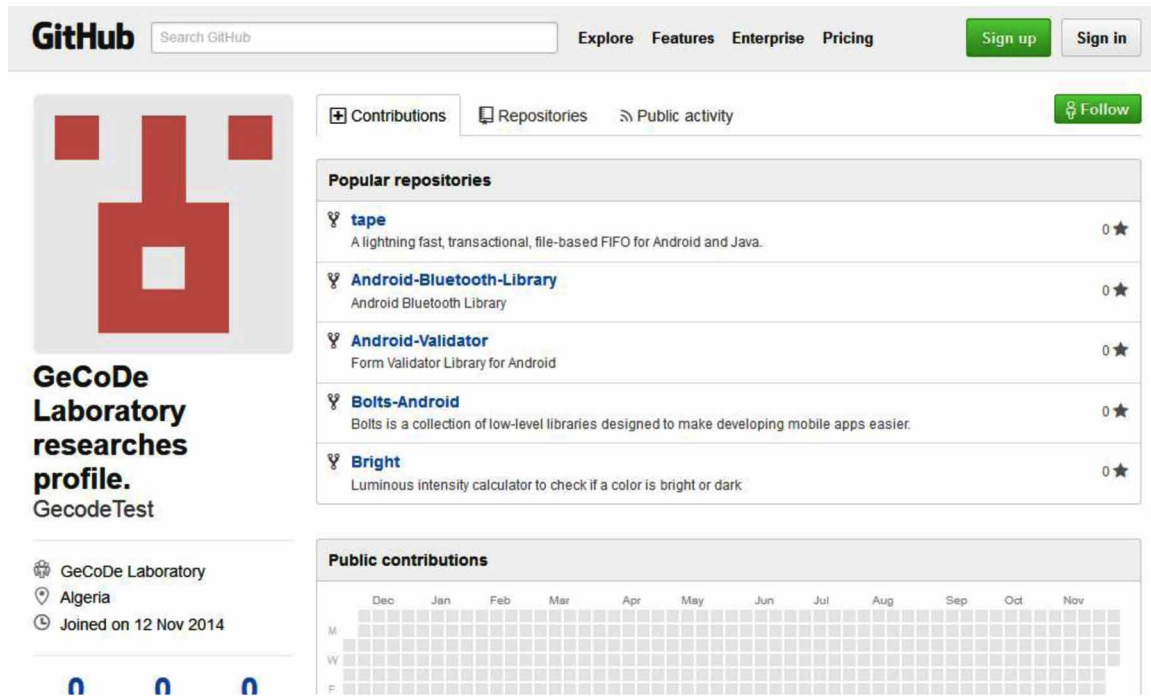 GitHub Search GitHub Explore Features Enterprise Pricing Sign up Sign in
Contributions Repositories Public activity Follow
GeCoDe
Laboratory
researches
profile.
GecodeTest
GeCoDe Laboratory
Algeria
Joined on 12 Nov 2014
0 0 0
Popular repositories
tape
A lightning fast, transactional, file-based FIFO for Android and Java.
0
Android-Bluetooth-Library
Android Bluetooth Library
0
Android-Validator
Form Validator Library for Android
0
Bolts-Android
Bolts is a collection of low-level libraries designed to make developing mobile apps easier.
0
Bright
Luminous intensity calculator to check if a color is bright or dark
0
Public contributions
Dec Jan Feb Mar Apr May Jun Jul Aug Sep Oct Nov
M
W
F